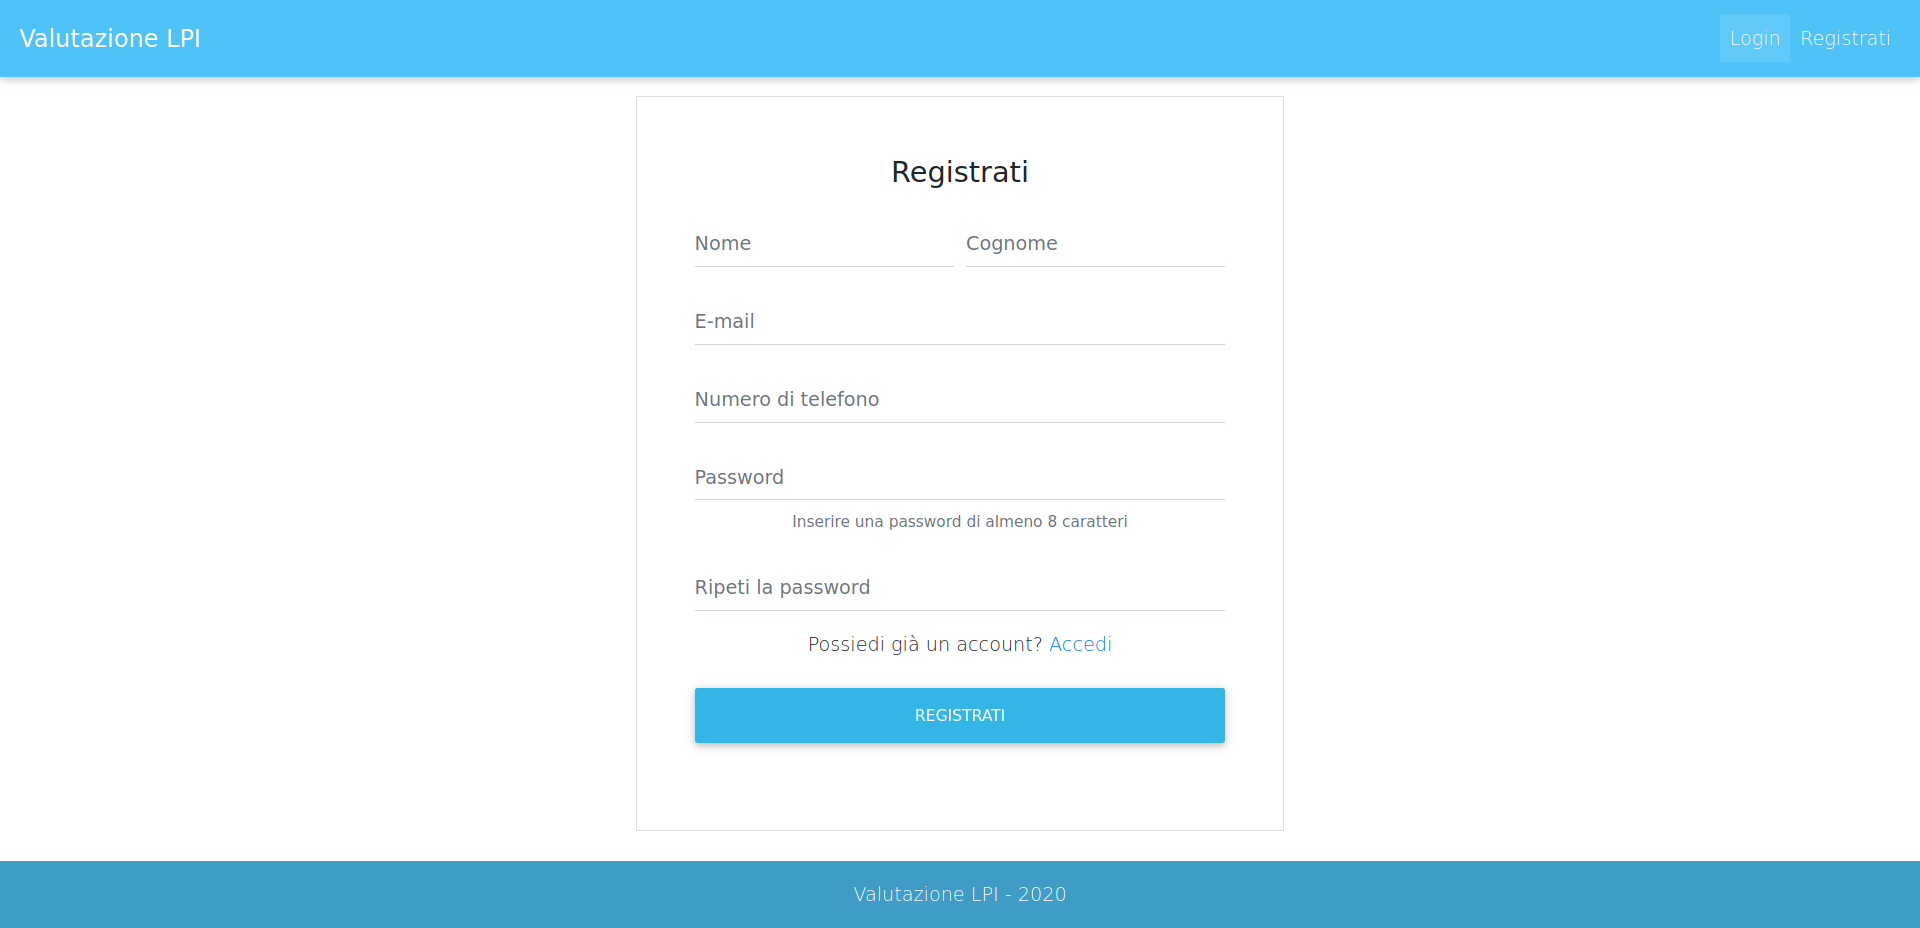 Valutazione LPI
Login Registrati
Registrati
Nome Cognome
E-mail
Numero di telefono
Password
Inserire una password di almeno 8 caratteri
Ripeti la password
Possiedi già un account? Accedi
REGISTRATI
Valutazione LPI - 2020